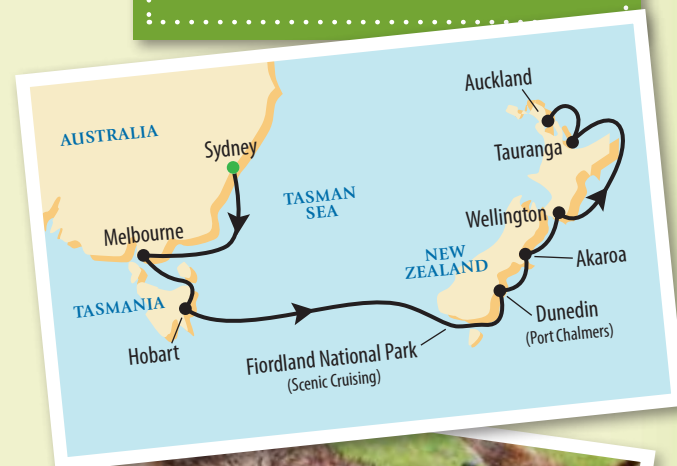 AUSTRALIA
Sydney
TASMAN
SEA
Melbourne
TASMANIA
Hobart
Auckland
Tauranga
Wellington
NEW
ZEALAND
Akaroa
Dunedin
(Port Chalmers)
Fiordland National Park
(Scenic Cruising)